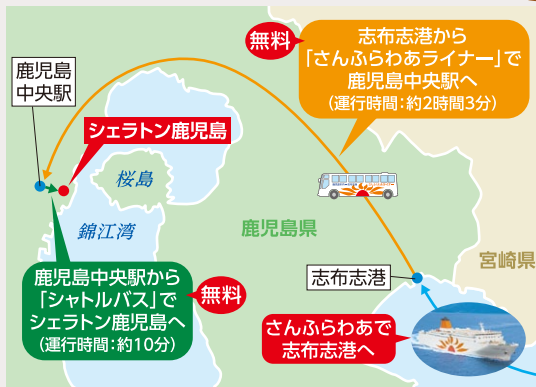 無料
志布志港から
「さんふらわあライナー」で
鹿児島中央駅へ
(運行時間:約2時間3分)
鹿児島
中央駅
シェラトン鹿児島
桜島
錦江湾
鹿児島県
宮崎県
志布志港
鹿児島中央駅から
「シャトルバス」で
シェラトン鹿児島へ
(運行時間:約10分)
無料
さんふらわあで
志布志港へ